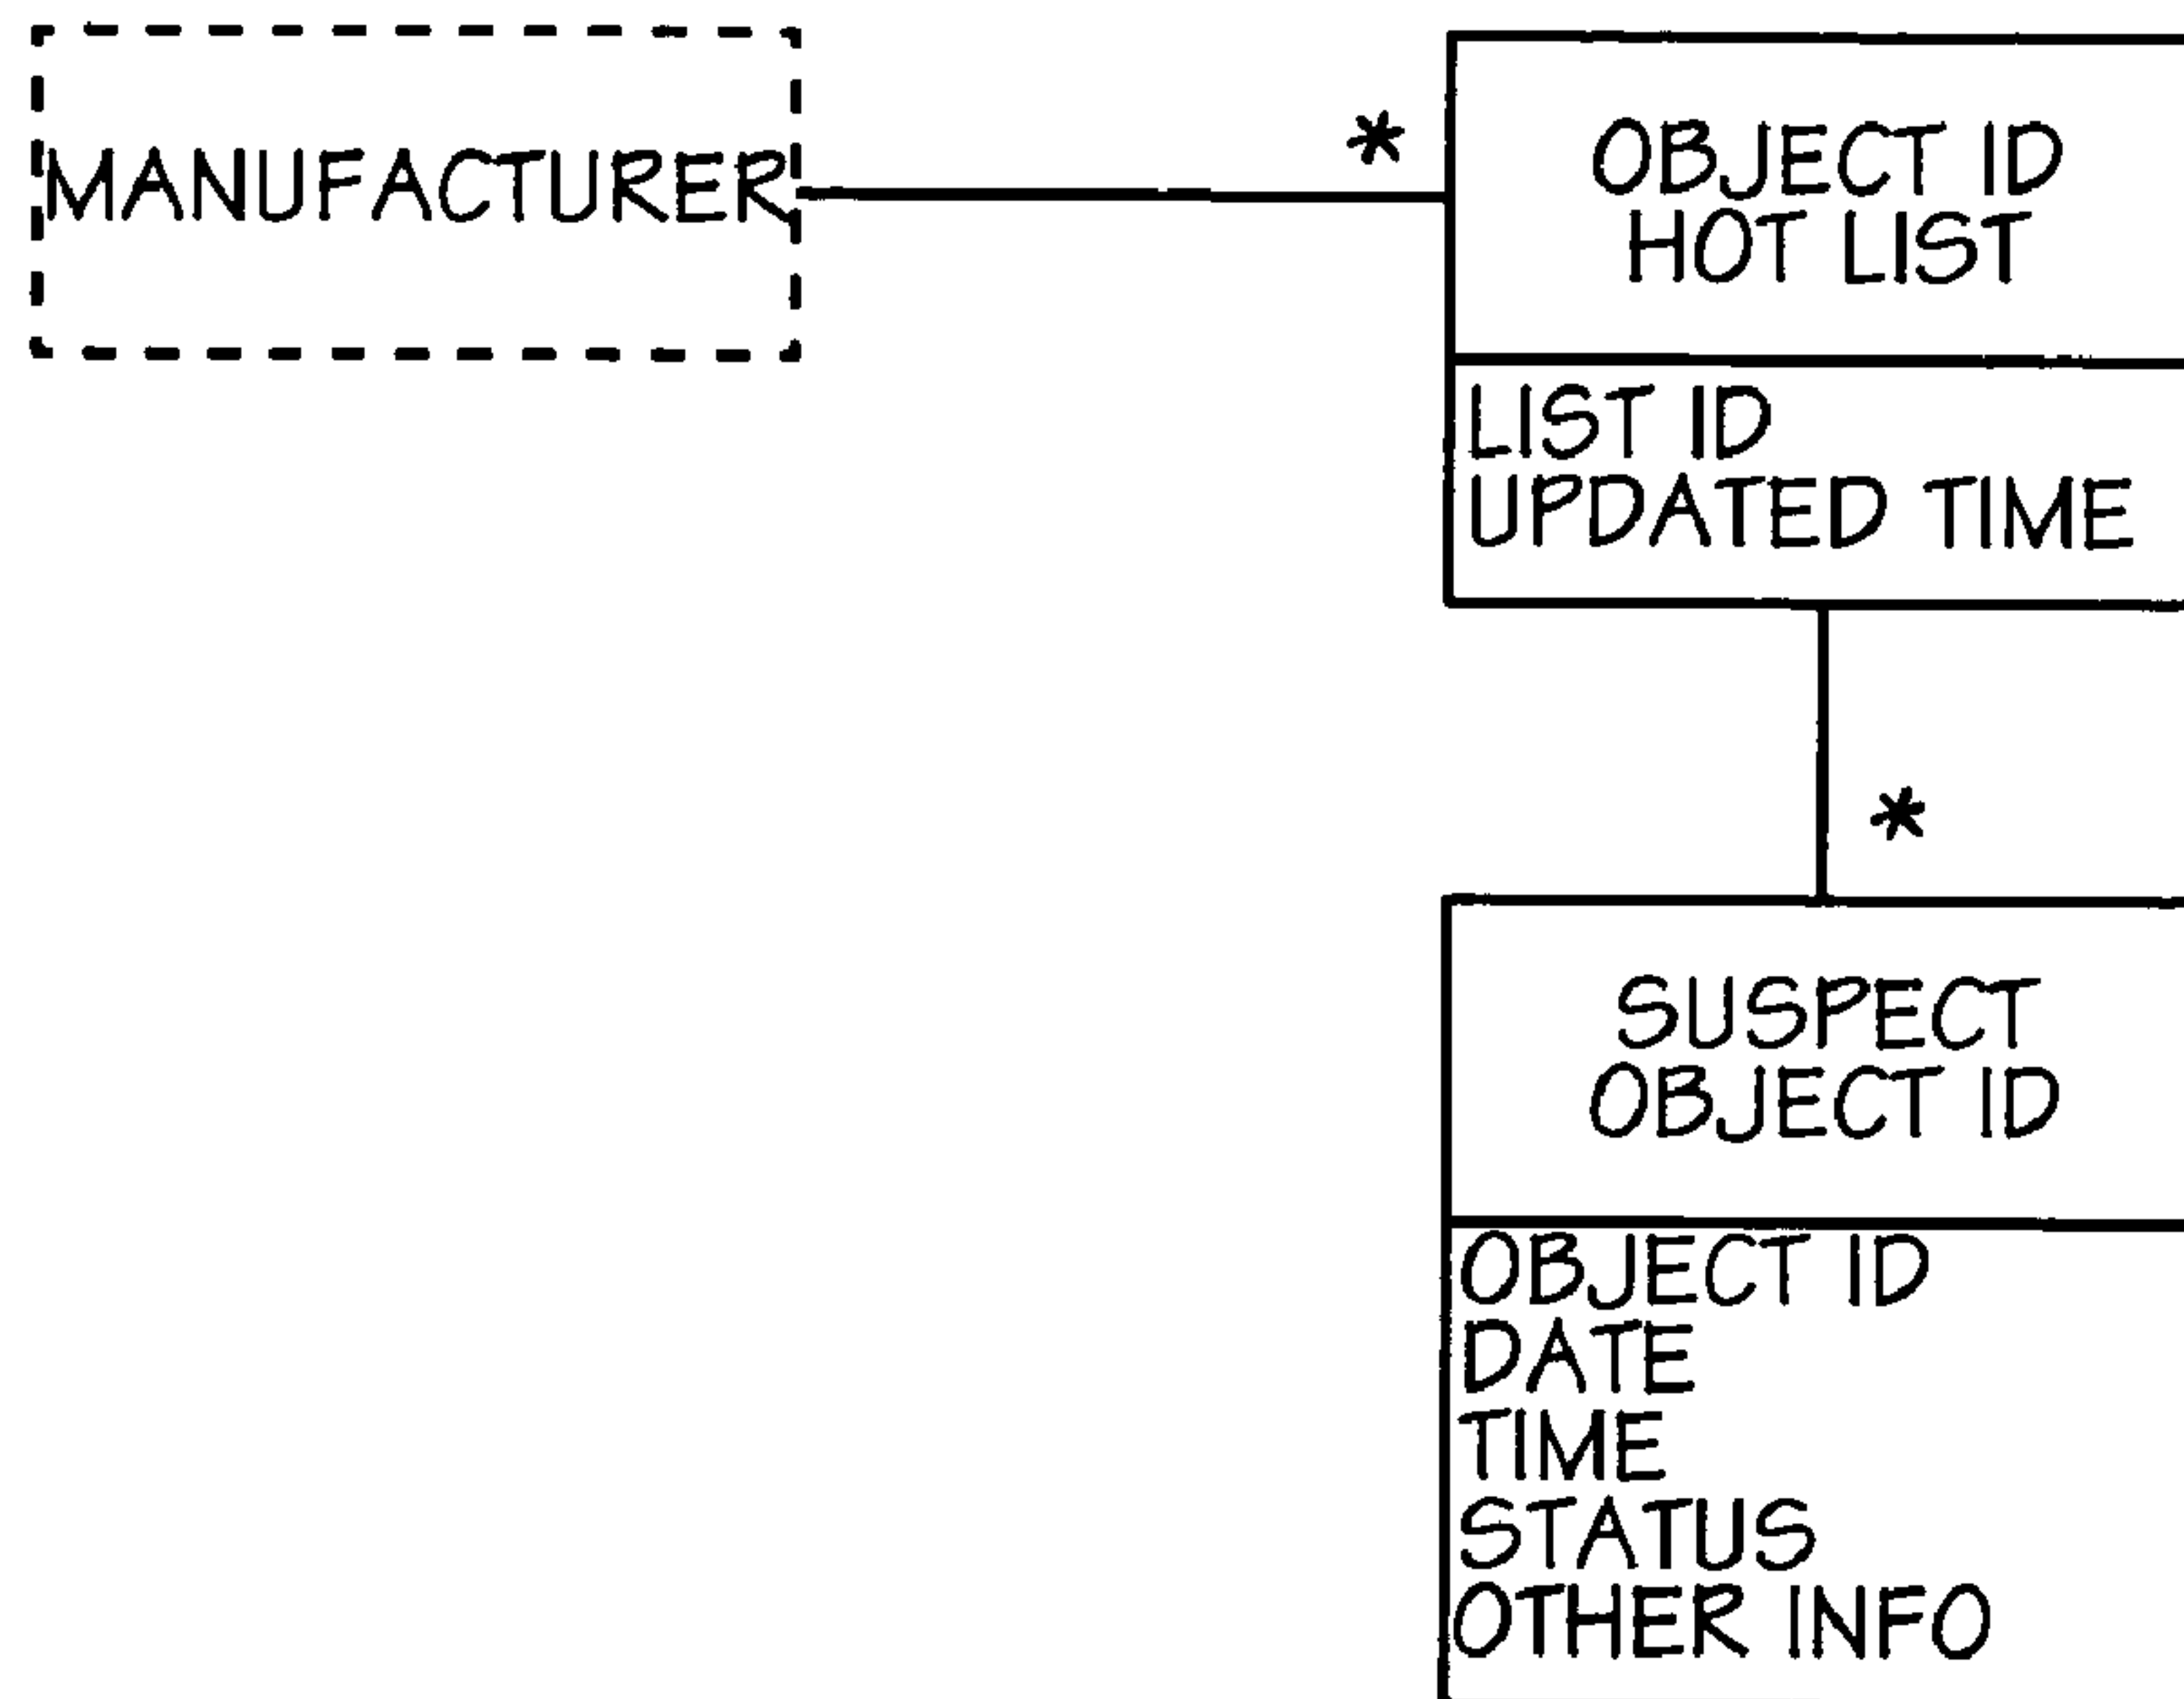 MANUFACTURER
*
OBJECT ID
HOT LIST
LIST ID
UPDATED TIME
*
SUSPECT
OBJECT ID
OBJECT ID
DATE
TIME
STATUS
OTHER INFO